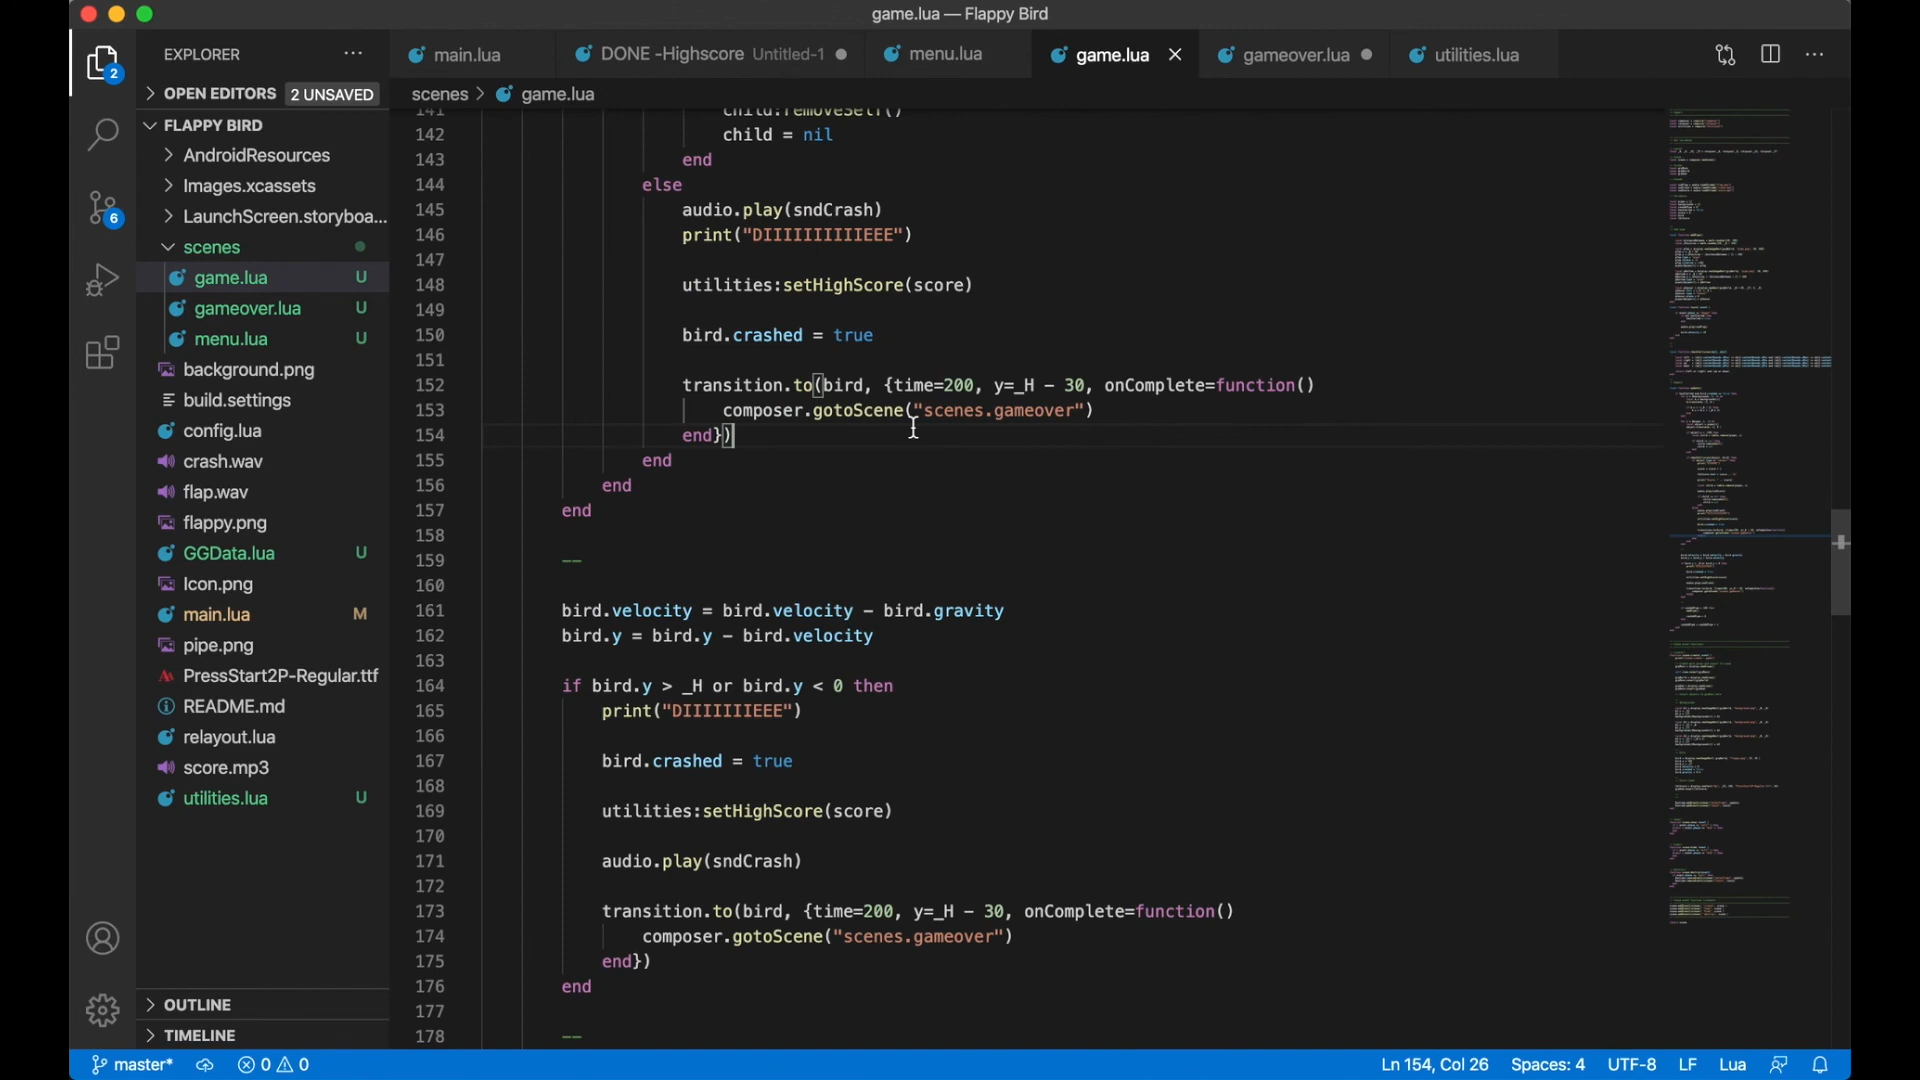 game.lua — Flappy Bird
EXPLORER
main.lua
DONE -Highscore Untitled-1
menu.lua
game.lua
gameover.lua
utilities.lua
OPEN EDITORS 2 UNSAVED
scenes > game.lua
FLAPPY BIRD
AndroidResources
Images.xcassets
LaunchScreen.storyboa...
scenes
game.lua U
gameover.lua U
menu.lua U
background.png
build.settings
config.lua
crash.wav
flap.wav
flappy.png
GGData.lua U
Icon.png
main.lua M
pipe.png
PressStart2P-Regular.ttf
README.md
relayout.lua
score.mp3
utilities.lua U
OUTLINE
TIMELINE
2
6
141 child:removeSelf()
142 child = nil
143 end
144 else
145 audio.play(sndCrash)
146 print("DIIIIIIIIIIEEE")
147
148 utilities:setHighScore(score)
149
150 bird.crashed = true
151
152 transition.to(bird, {time=200, y=_H - 30, onComplete=function()
153 composer.gotoScene("scenes.gameover")
154 end})
155 end
156 end
157 end
158
159 --
160
161 bird.velocity = bird.velocity - bird.gravity
162 bird.y = bird.y - bird.velocity
163
164 if bird.y > _H or bird.y < 0 then
165 print("DIIIIIIIEEE")
166
167 bird.crashed = true
168
169 utilities:setHighScore(score)
170
171 audio.play(sndCrash)
172
173 transition.to(bird, {time=200, y=_H - 30, onComplete=function()
174 composer.gotoScene("scenes.gameover")
175 end})
176 end
177
178 --
master* 0 0 Ln 154, Col 26 Spaces: 4 UTF-8 LF Lua